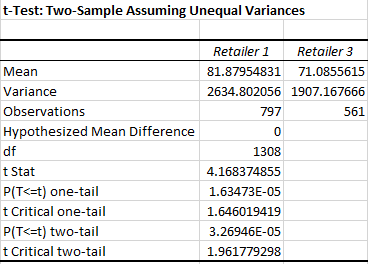 t-Test: Two-Sample Assuming Unequal Variances
Retailer 1 Retailer 3
Mean 81.87954831 71.0855615
Variance 2634.802056 1907.167666
Observations 797 561
Hypothesized Mean Difference 0
df 1308
t Stat 4.168374855
P(T<=t) one-tail 1.63473E-05
t Critical one-tail 1.646019419
P(T<=t) two-tail 3.26946E-05
t Critical two-tail 1.961779298